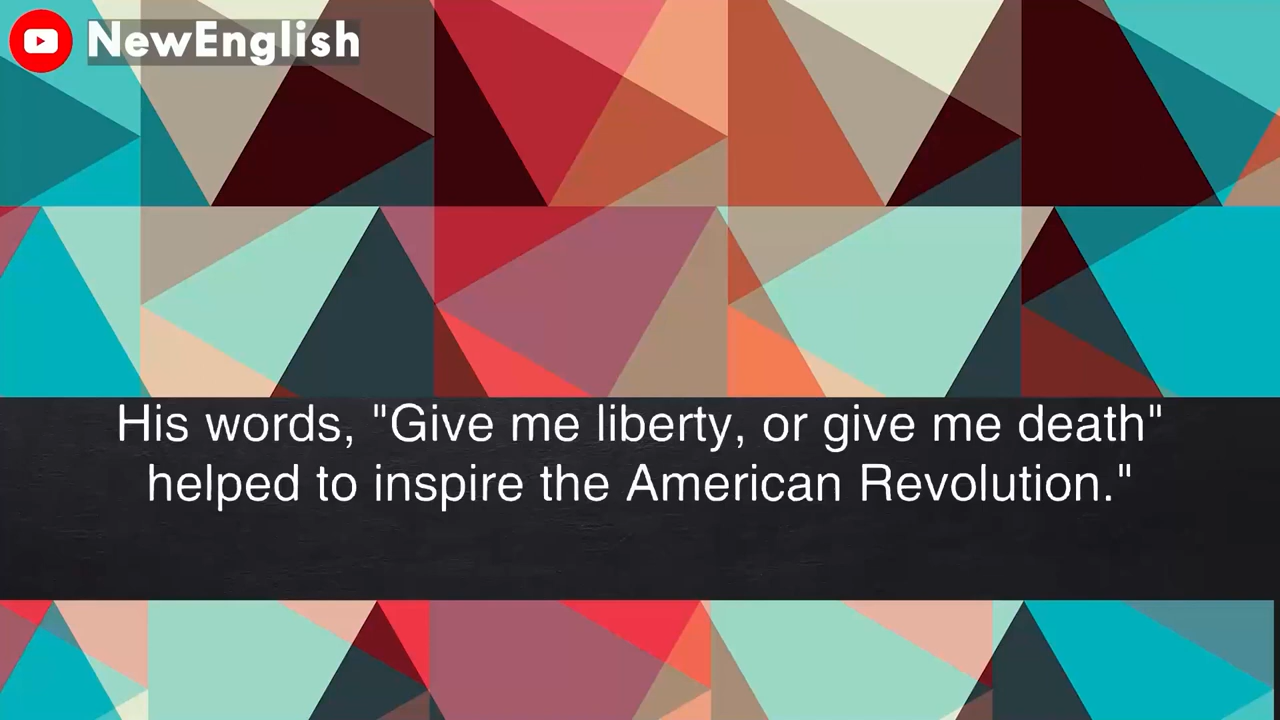 NewEnglish
His words, "Give me liberty, or give me death"
helped to inspire the American Revolution."